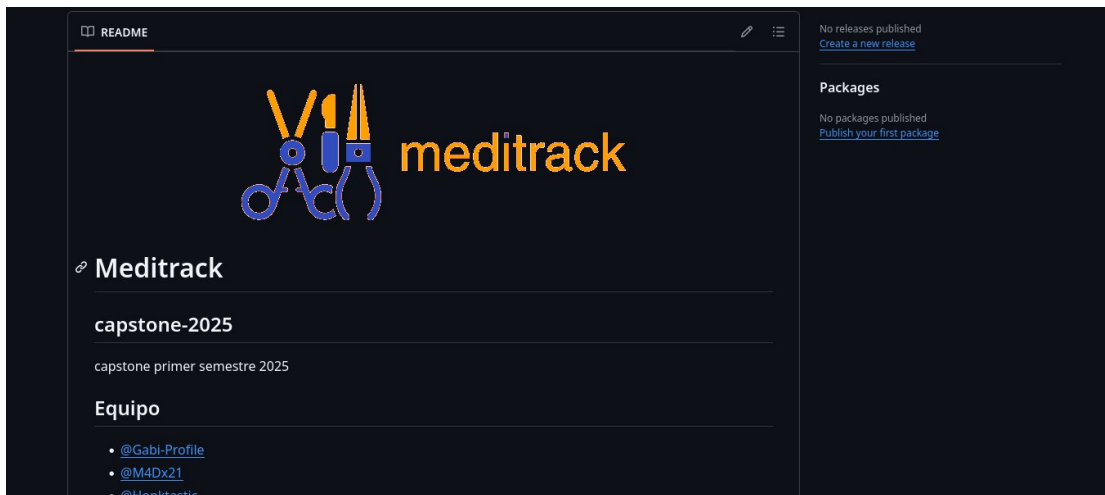 README
meditrack
Meditrack
capstone-2025
capstone primer semestre 2025
Equipo
@Gabi-Profile
@M4Dx21
@Honktastic
No releases published
Create a new release
Packages
No packages published
Publish your first package